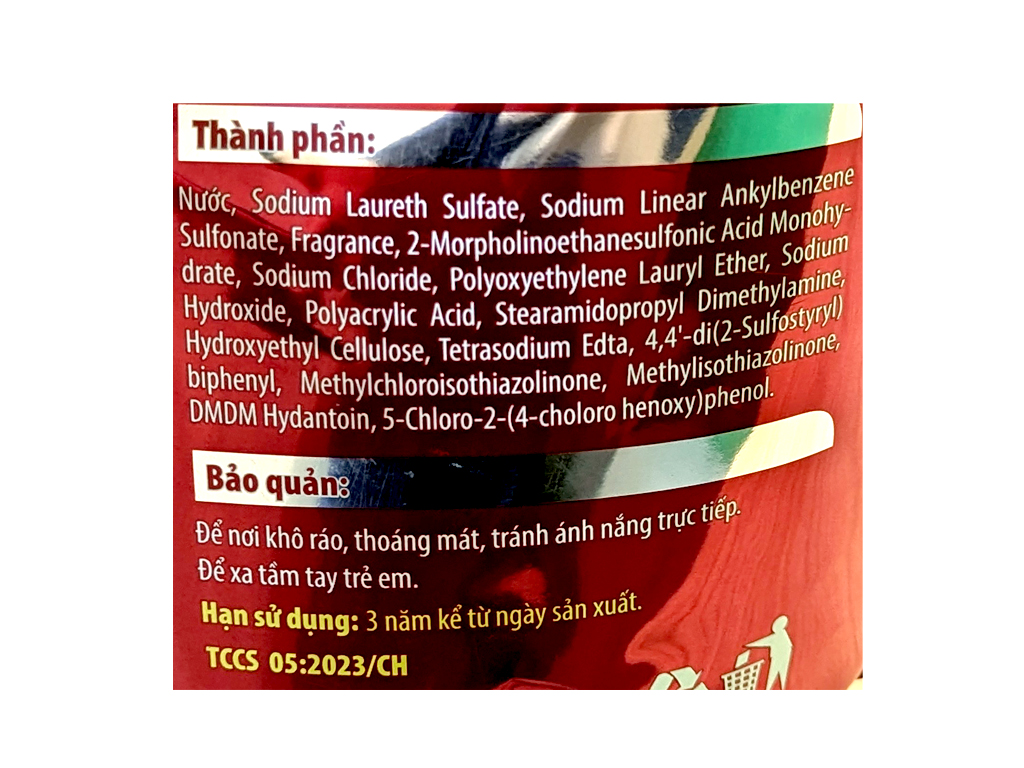 Thành phần:
Nước, Sodium Laureth Sulfate, Sodium Linear Ankylbenzene
Sulfonate, Fragrance, 2-Morpholinoethanesulfonic Acid Monohy-
drate, Sodium Chloride, Polyoxyethylene Lauryl Ether, Sodium
Hydroxide, Polyacrylic Acid, Stearamidopropyl Dimethylamine,
Hydroxyethyl Cellulose, Tetrasodium Edta, 4,4'-di(2-Sulfostyryl)
biphenyl, Methylchloroisothiazolinone, Methylisothiazolinone,
DMDM Hydantoin, 5-Chloro-2-(4-choloro henoxy)phenol.
Bảo quản:
Để nơi khô ráo, thoáng mát, tránh ánh nắng trực tiếp.
Để xa tầm tay trẻ em.
Hạn sử dụng: 3 năm kể từ ngày sản xuất.
TCCS 05:2023/CH